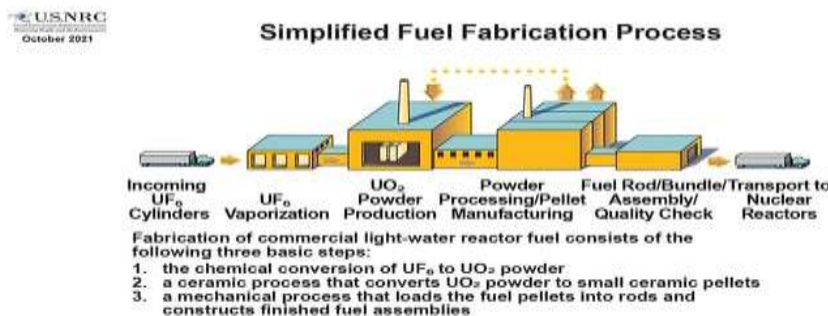 U.S.NRC
October 2021
Simplified Fuel Fabrication Process
Incoming UF₆ Cylinders
UF₆ Vaporization
UO₂ Powder Production
Powder Processing/Pellet Manufacturing
Fuel Rod/Bundle/Assembly/Quality Check
Transport to Nuclear Reactors
Fabrication of commercial light-water reactor fuel consists of the
following three basic steps:
1. the chemical conversion of UF₆ to UO₂ powder
2. a ceramic process that converts UO₂ powder to small ceramic pellets
3. a mechanical process that loads the fuel pellets into rods and
constructs finished fuel assemblies